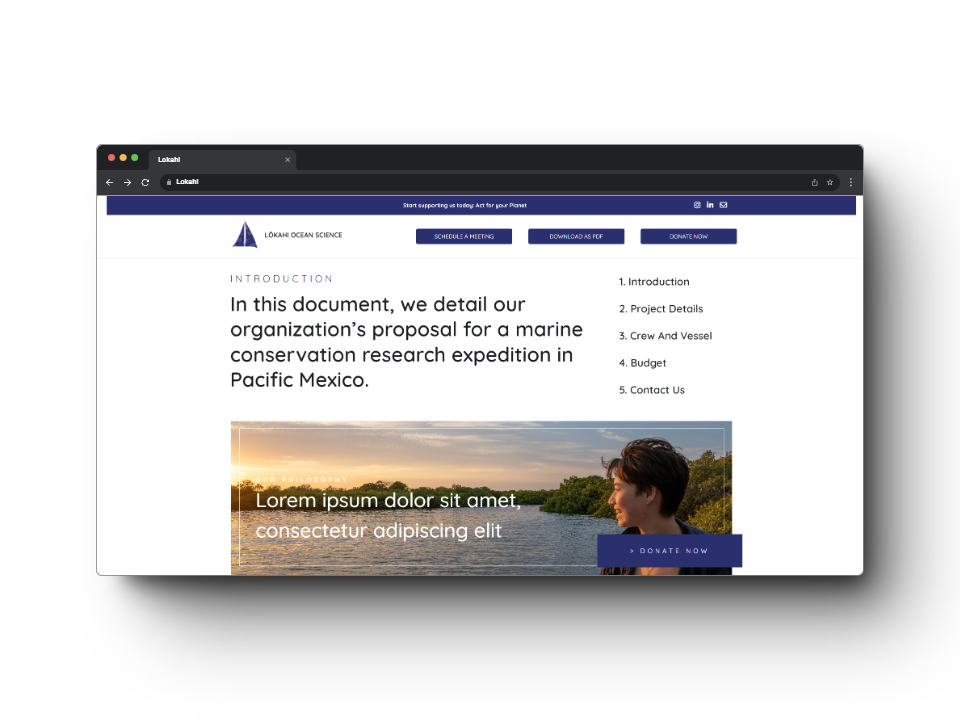 Lokahi
Lokahi
Start supporting us today: Act for your Planet
LŌKAHI OCEAN SCIENCE
SCHEDULE A MEETING
DOWNLOAD AS PDF
DONATE NOW
INTRODUCTION
In this document, we detail our
organization’s proposal for a marine
conservation research expedition in
Pacific Mexico.
1. Introduction
2. Project Details
3. Crew And Vessel
4. Budget
5. Contact Us
OUR PHILOSOPHY
Lorem ipsum dolor sit amet,
consectetur adipiscing elit
> DONATE NOW